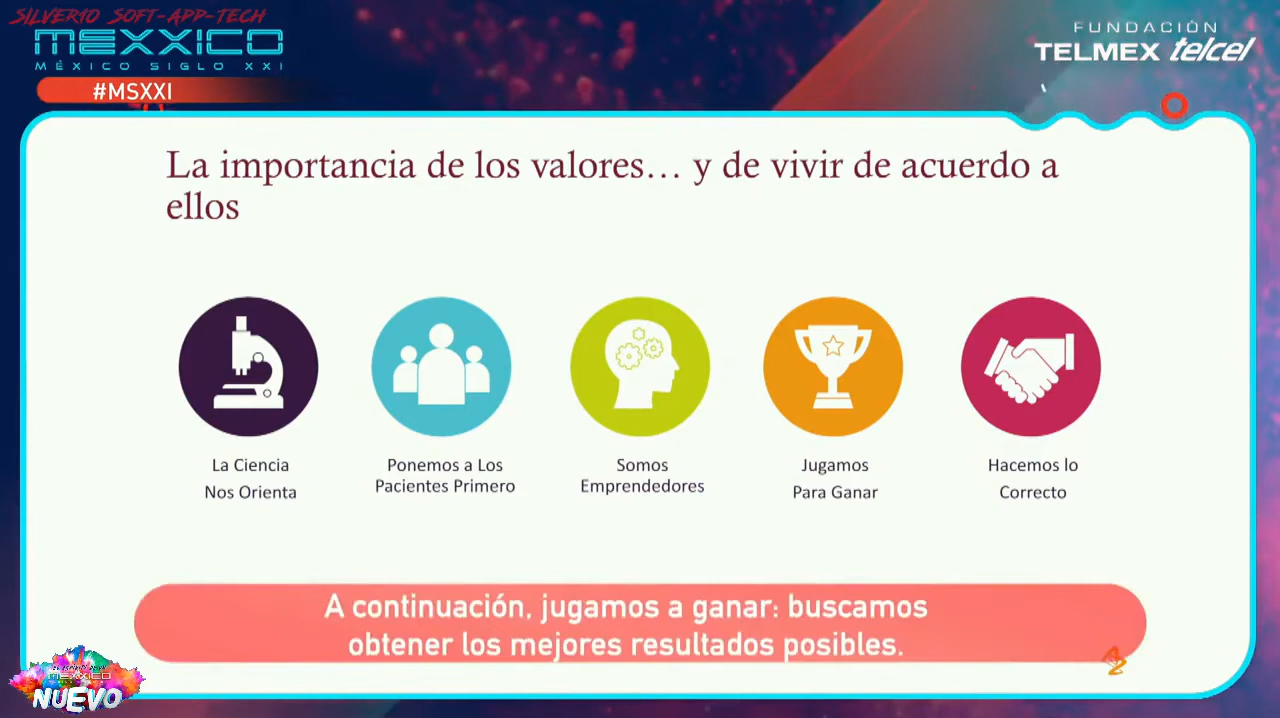 SILVER10 SOFT-APP-TECH
MEXXICO
MÉXICO SIGLO XXI
#MSXXI
FUNDACIÓN
TELMEX telcel
La importancia de los valores... y de vivir de acuerdo a
ellos
La Ciencia
Nos Orienta
Ponemos a Los
Pacientes Primero
Somos
Emprendedores
Jugamos
Para Ganar
Hacemos lo
Correcto
A continuación, jugamos a ganar: buscamos
obtener los mejores resultados posibles.
MEXXICO
NUEVO